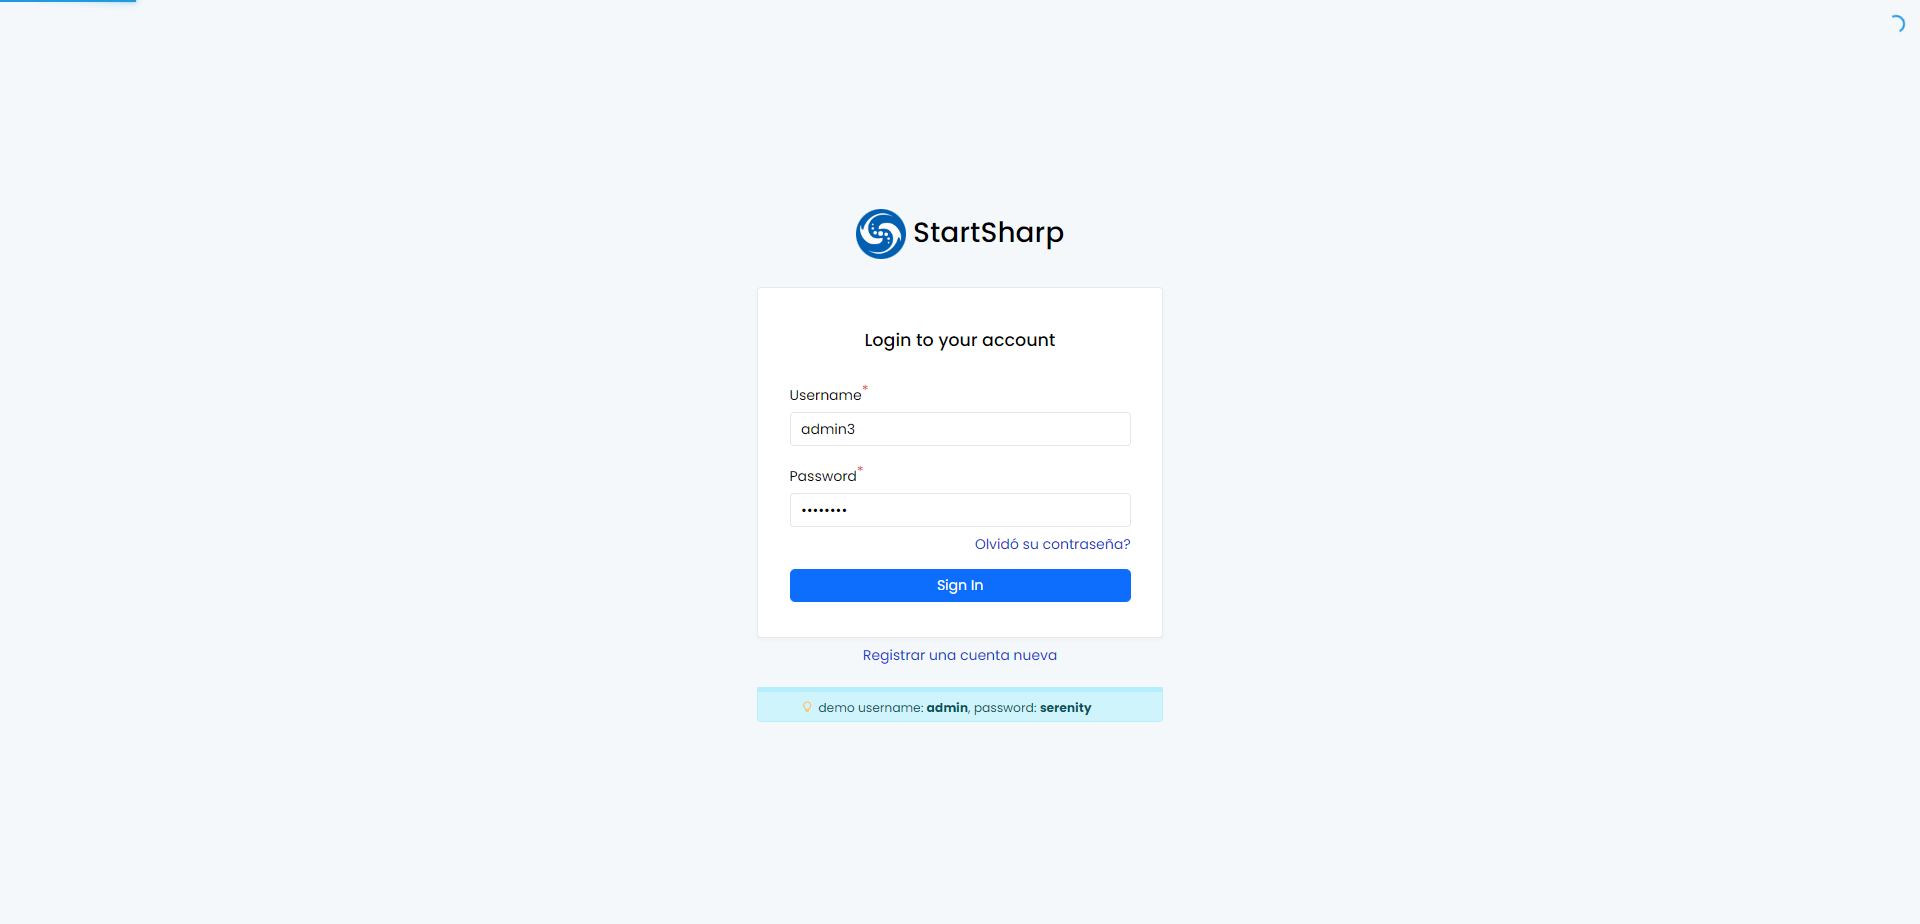 StartSharp
Login to your account
Username*
admin3
Password*
••••••••
Olvidó su contraseña?
Sign In
Registrar una cuenta nueva
demo username: admin, password: serenity